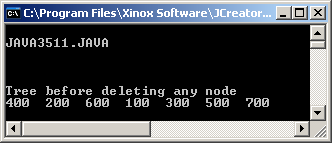 C:\Program Files\Xinox Software\JCreator...
JAVA3511.JAVA
Tree before deleting any node
400 200 600 100 300 500 700